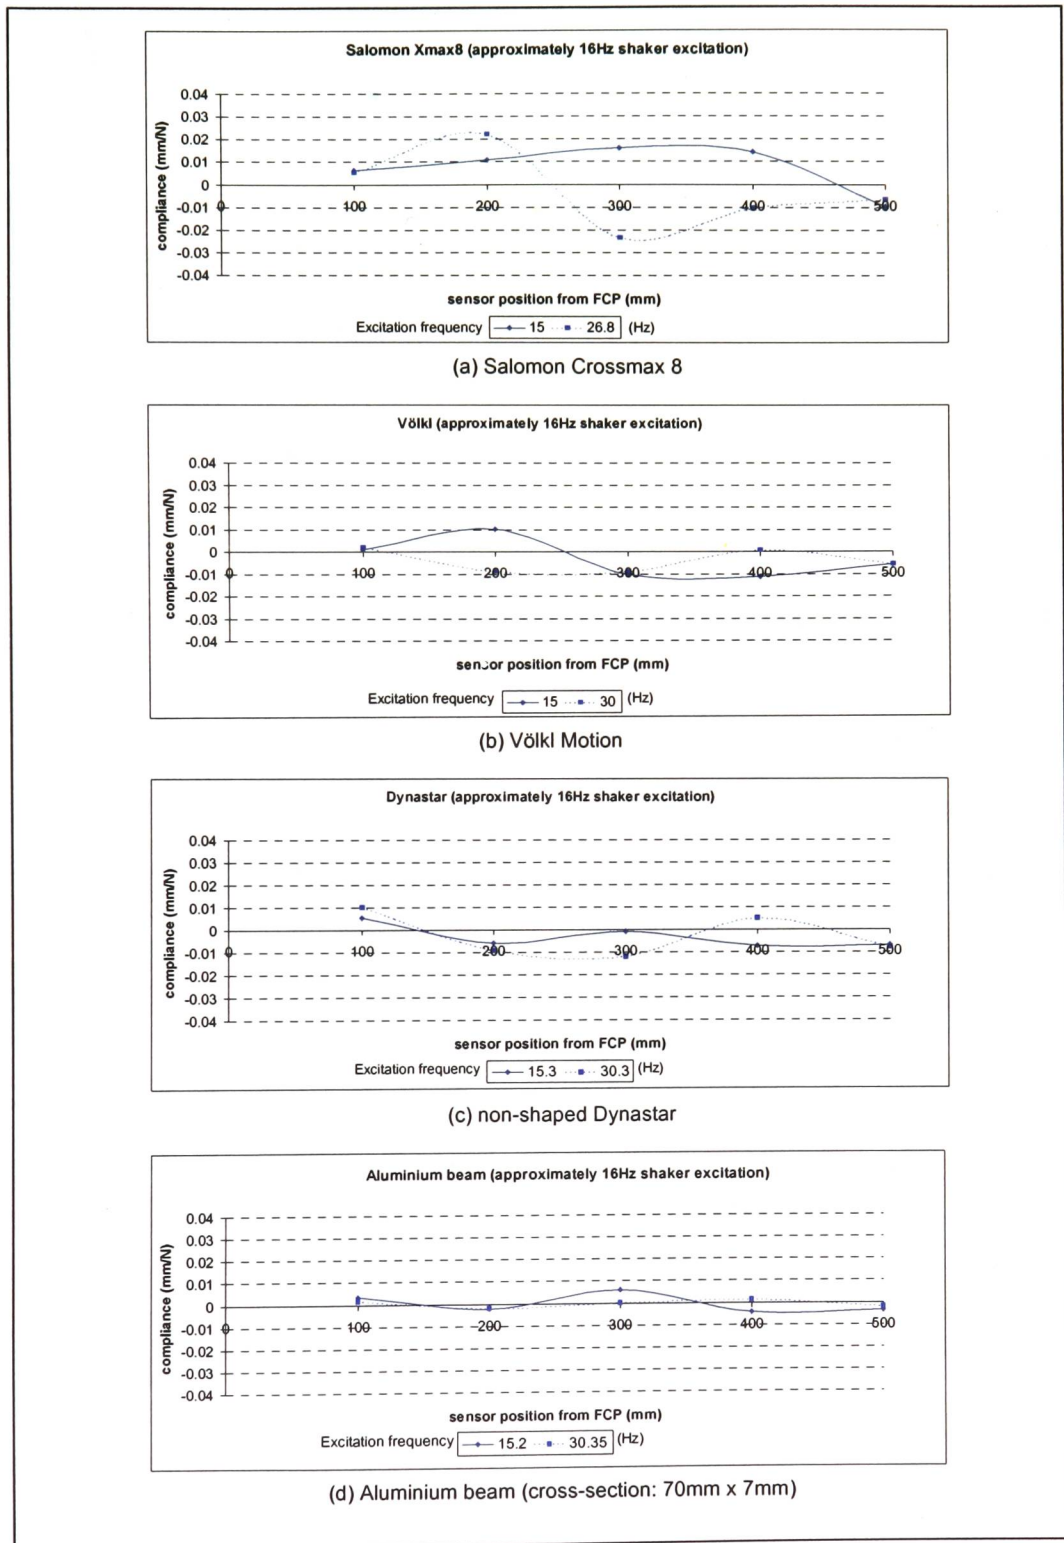 Salomon Xmax8 (approximately 16Hz shaker excitation)
compliance (mm/N)
0.04
0.03
0.02
0.01
0
-0.01
-0.02
-0.03
-0.04
0 100 200 300 400 500
sensor position from FCP (mm)
Excitation frequency 15 26.8 (Hz)
(a) Salomon Crossmax 8
Völkl (approximately 16Hz shaker excitation)
compliance (mm/N)
0.04
0.03
0.02
0.01
0
-0.01
-0.02
-0.03
-0.04
0 100 200 300 400 500
sensor position from FCP (mm)
Excitation frequency 15 30 (Hz)
(b) Völkl Motion
Dynastar (approximately 16Hz shaker excitation)
compliance (mm/N)
0.04
0.03
0.02
0.01
0
-0.01
-0.02
-0.03
-0.04
0 100 200 300 400 500
sensor position from FCP (mm)
Excitation frequency 15.3 30.3 (Hz)
(c) non-shaped Dynastar
Aluminium beam (approximately 16Hz shaker excitation)
compliance (mm/N)
0.04
0.03
0.02
0.01
0
-0.01
-0.02
-0.03
-0.04
0 100 200 300 400 500
sensor position from FCP (mm)
Excitation frequency 15.2 30.35 (Hz)
(d) Aluminium beam (cross-section: 70mm x 7mm)